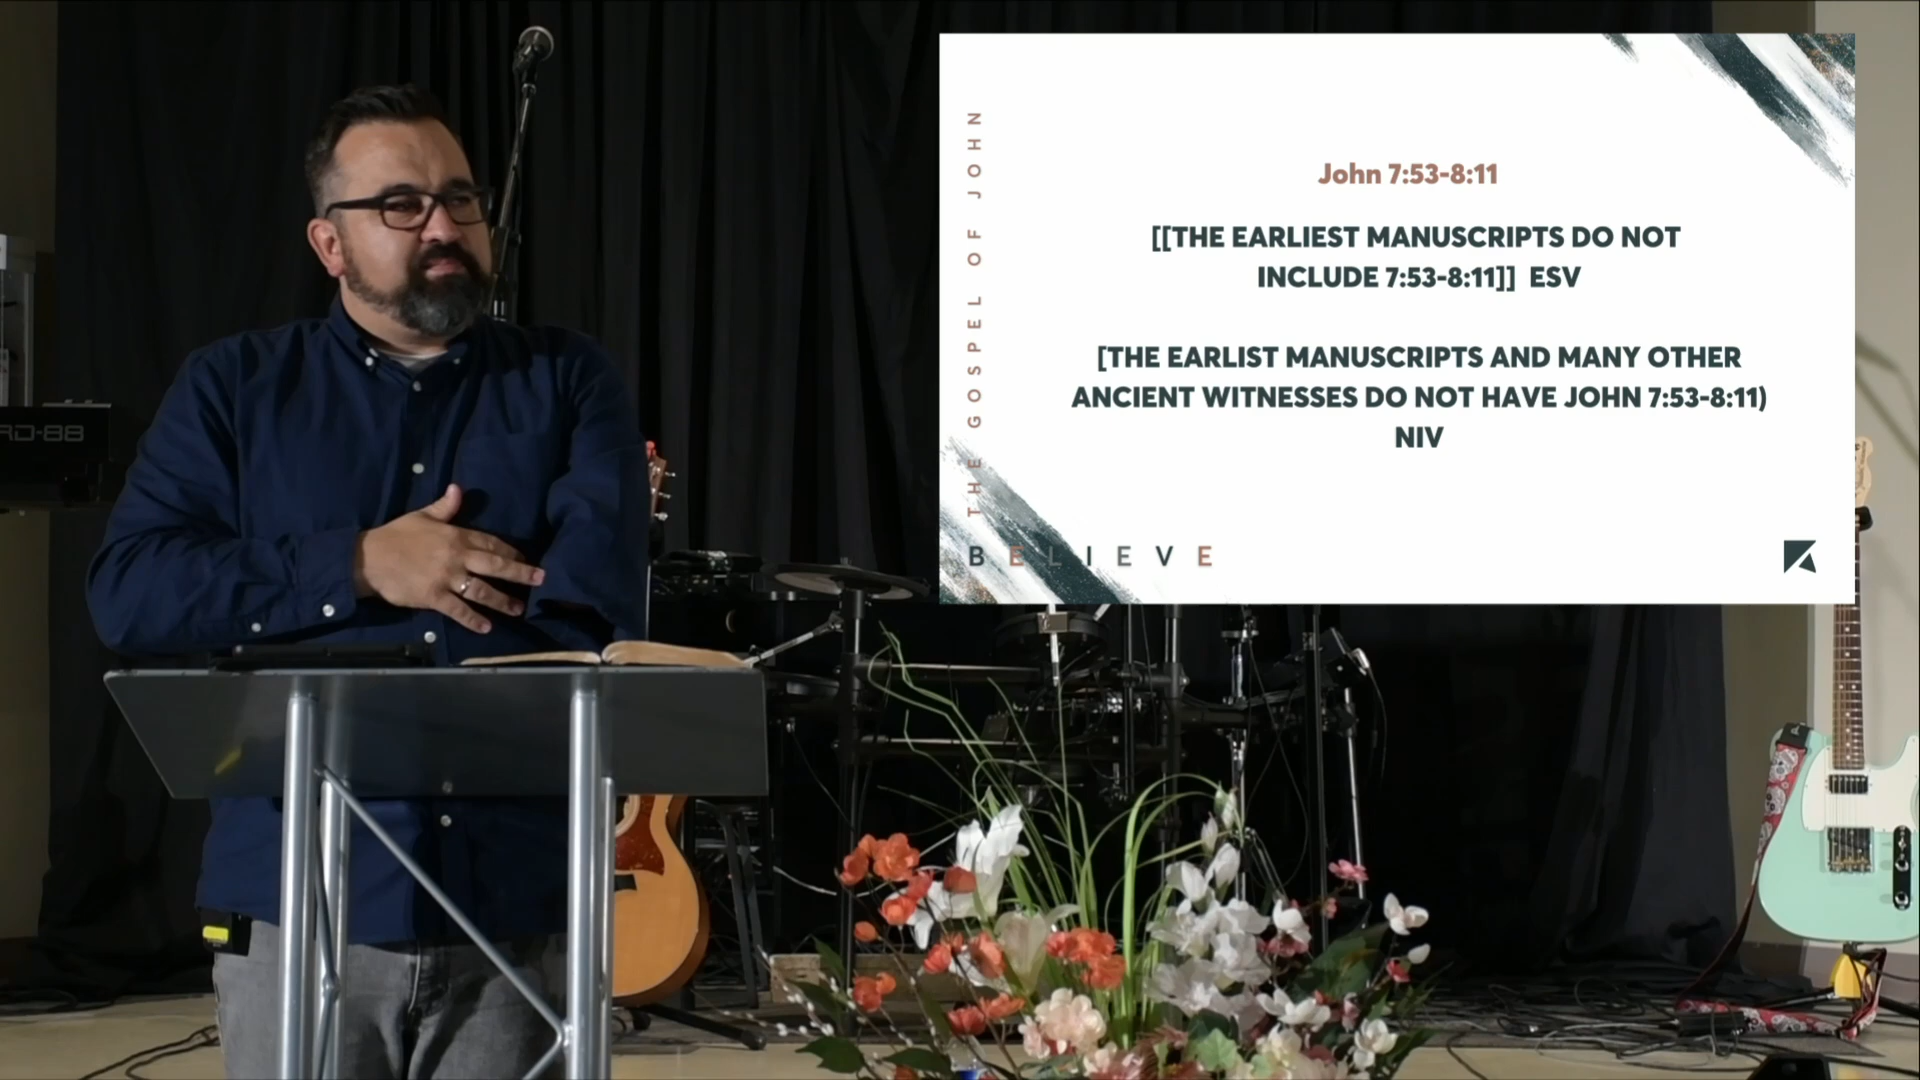 John 7:53-8:11
[[THE EARLIEST MANUSCRIPTS DO NOT
INCLUDE 7:53-8:11]] ESV
[THE EARLIST MANUSCRIPTS AND MANY OTHER
ANCIENT WITNESSES DO NOT HAVE JOHN 7:53-8:11)
NIV
THE GOSPEL OF JOHN
BELIEVE
RD-88